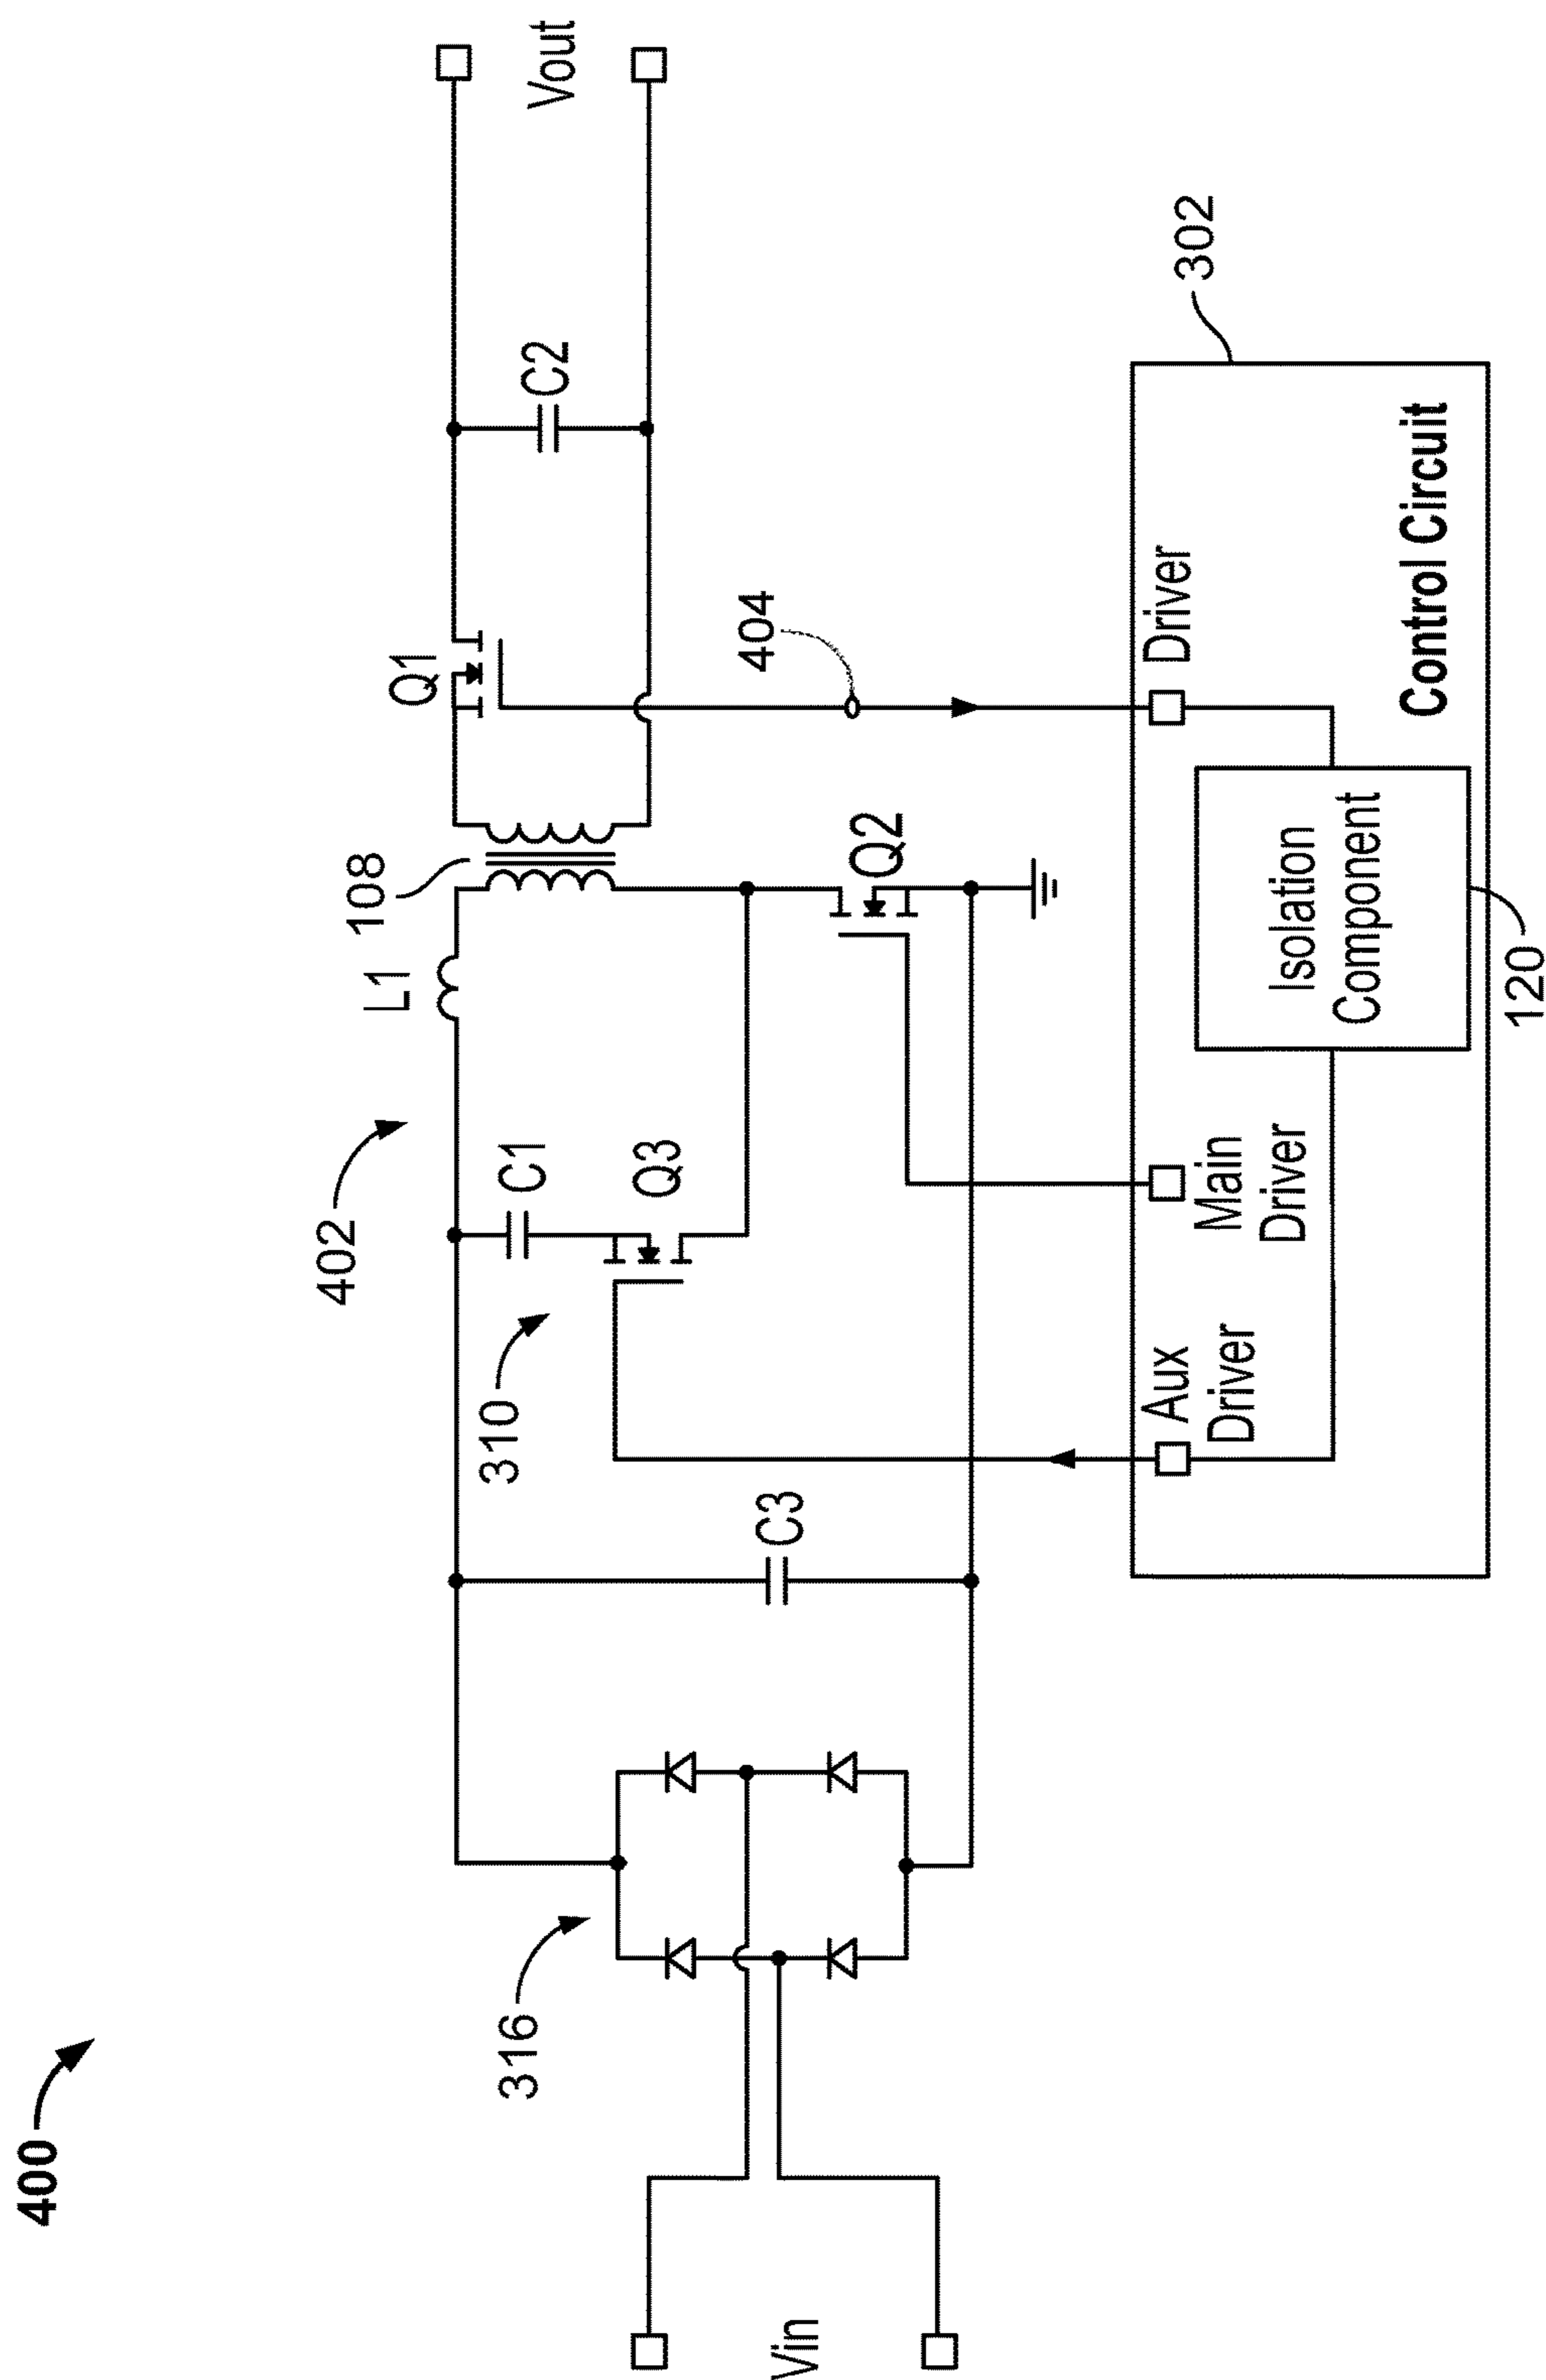 400
Vin
316
C3
310
402
C1
Q3
L1
108
Q2
Q1
404
C2
Vout
302
Aux
Driver
Main
Driver
Isolation
Component
120
Driver
Control Circuit